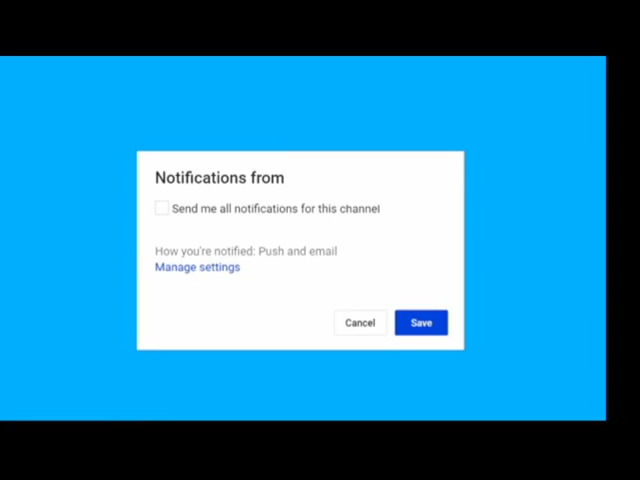 Notifications from
Send me all notifications for this channel
How you're notified: Push and email
Manage settings
Cancel
Save